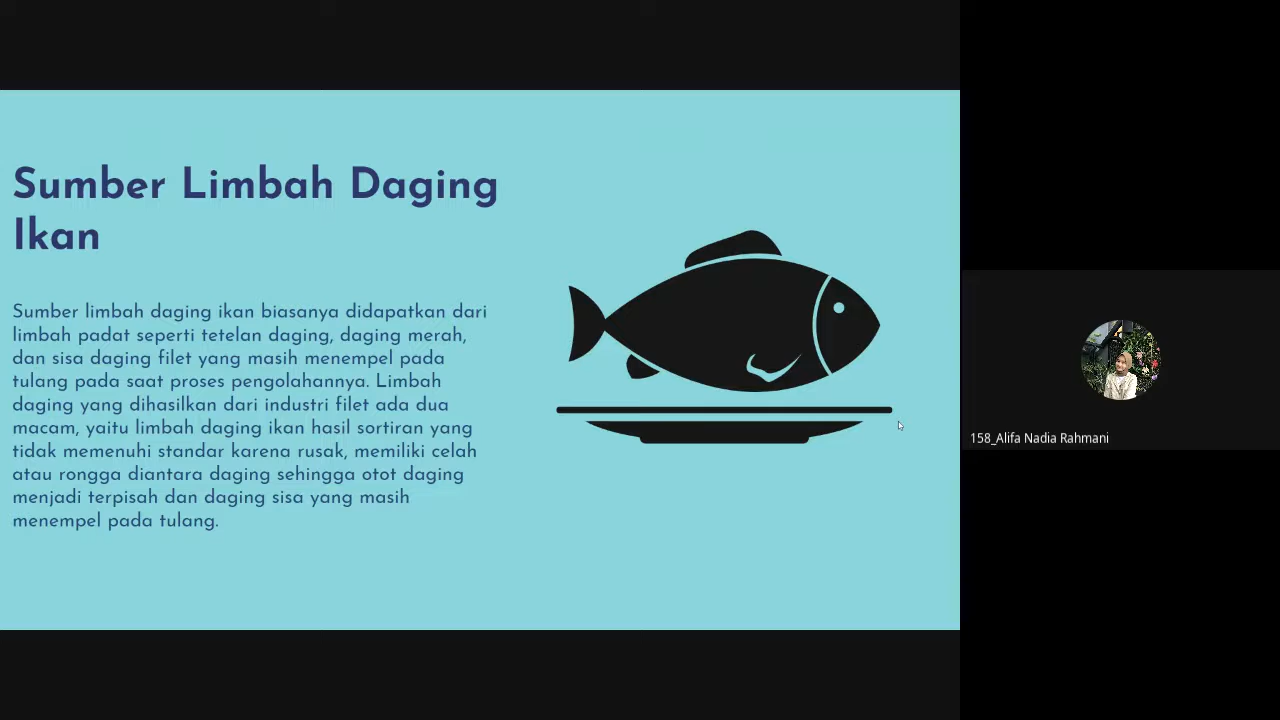 Sumber Limbah Daging
Ikan
Sumber limbah daging ikan biasanya didapatkan dari
limbah padat seperti tetelan daging, daging merah,
dan sisa daging filet yang masih menempel pada
tulang pada saat proses pengolahannya. Limbah
daging yang dihasilkan dari industri filet ada dua
macam, yaitu limbah daging ikan hasil sortiran yang
tidak memenuhi standar karena rusak, memiliki celah
atau rongga diantara daging sehingga otot daging
menjadi terpisah dan daging sisa yang masih
menempel pada tulang.
158_Alifa Nadia Rahmani